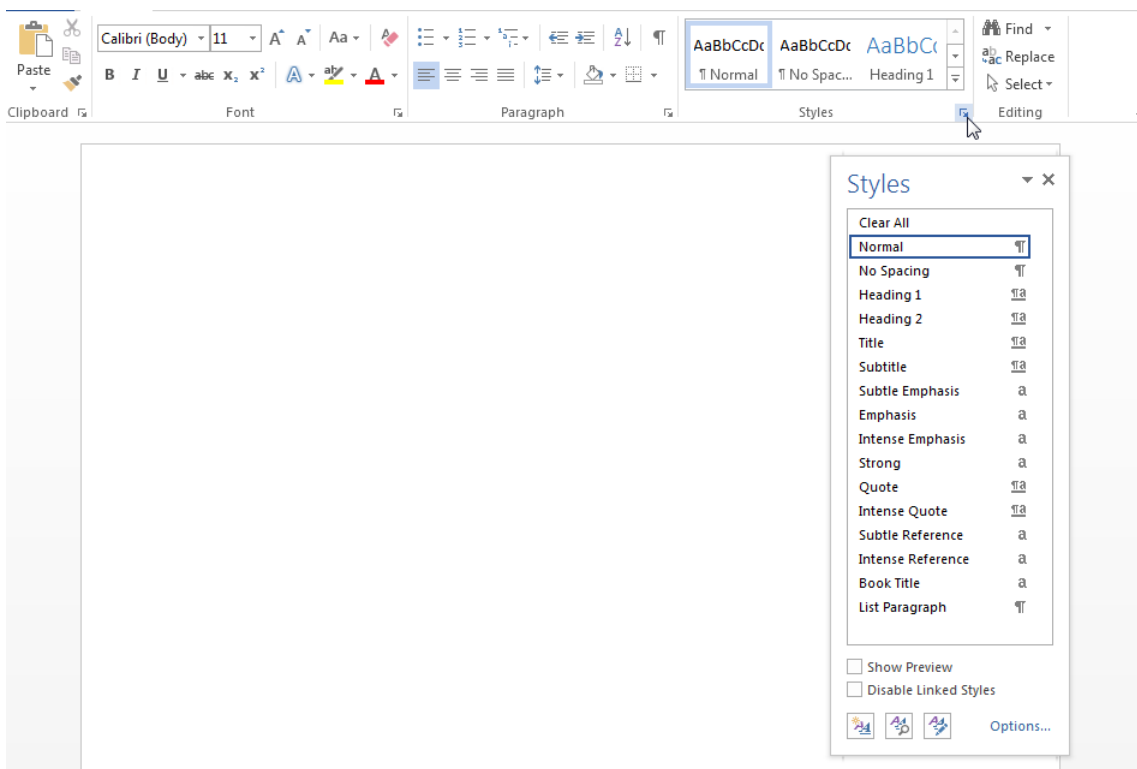 Calibri (Body) 11 Aa
Find
AaBbCcDc AaBbCcDc AaBbC
Replace
Paste
B I U abc X₂ X² A aby A
¶ Normal ¶ No Spac... Heading 1
Select
Clipboard Font Paragraph Styles Editing
Styles
Clear All
Normal ¶
No Spacing ¶
Heading 1 ¶a
Heading 2 ¶a
Title ¶a
Subtitle ¶a
Subtle Emphasis a
Emphasis a
Intense Emphasis a
Strong a
Quote ¶a
Intense Quote ¶a
Subtle Reference a
Intense Reference a
Book Title a
List Paragraph ¶
Show Preview
Disable Linked Styles
Options...